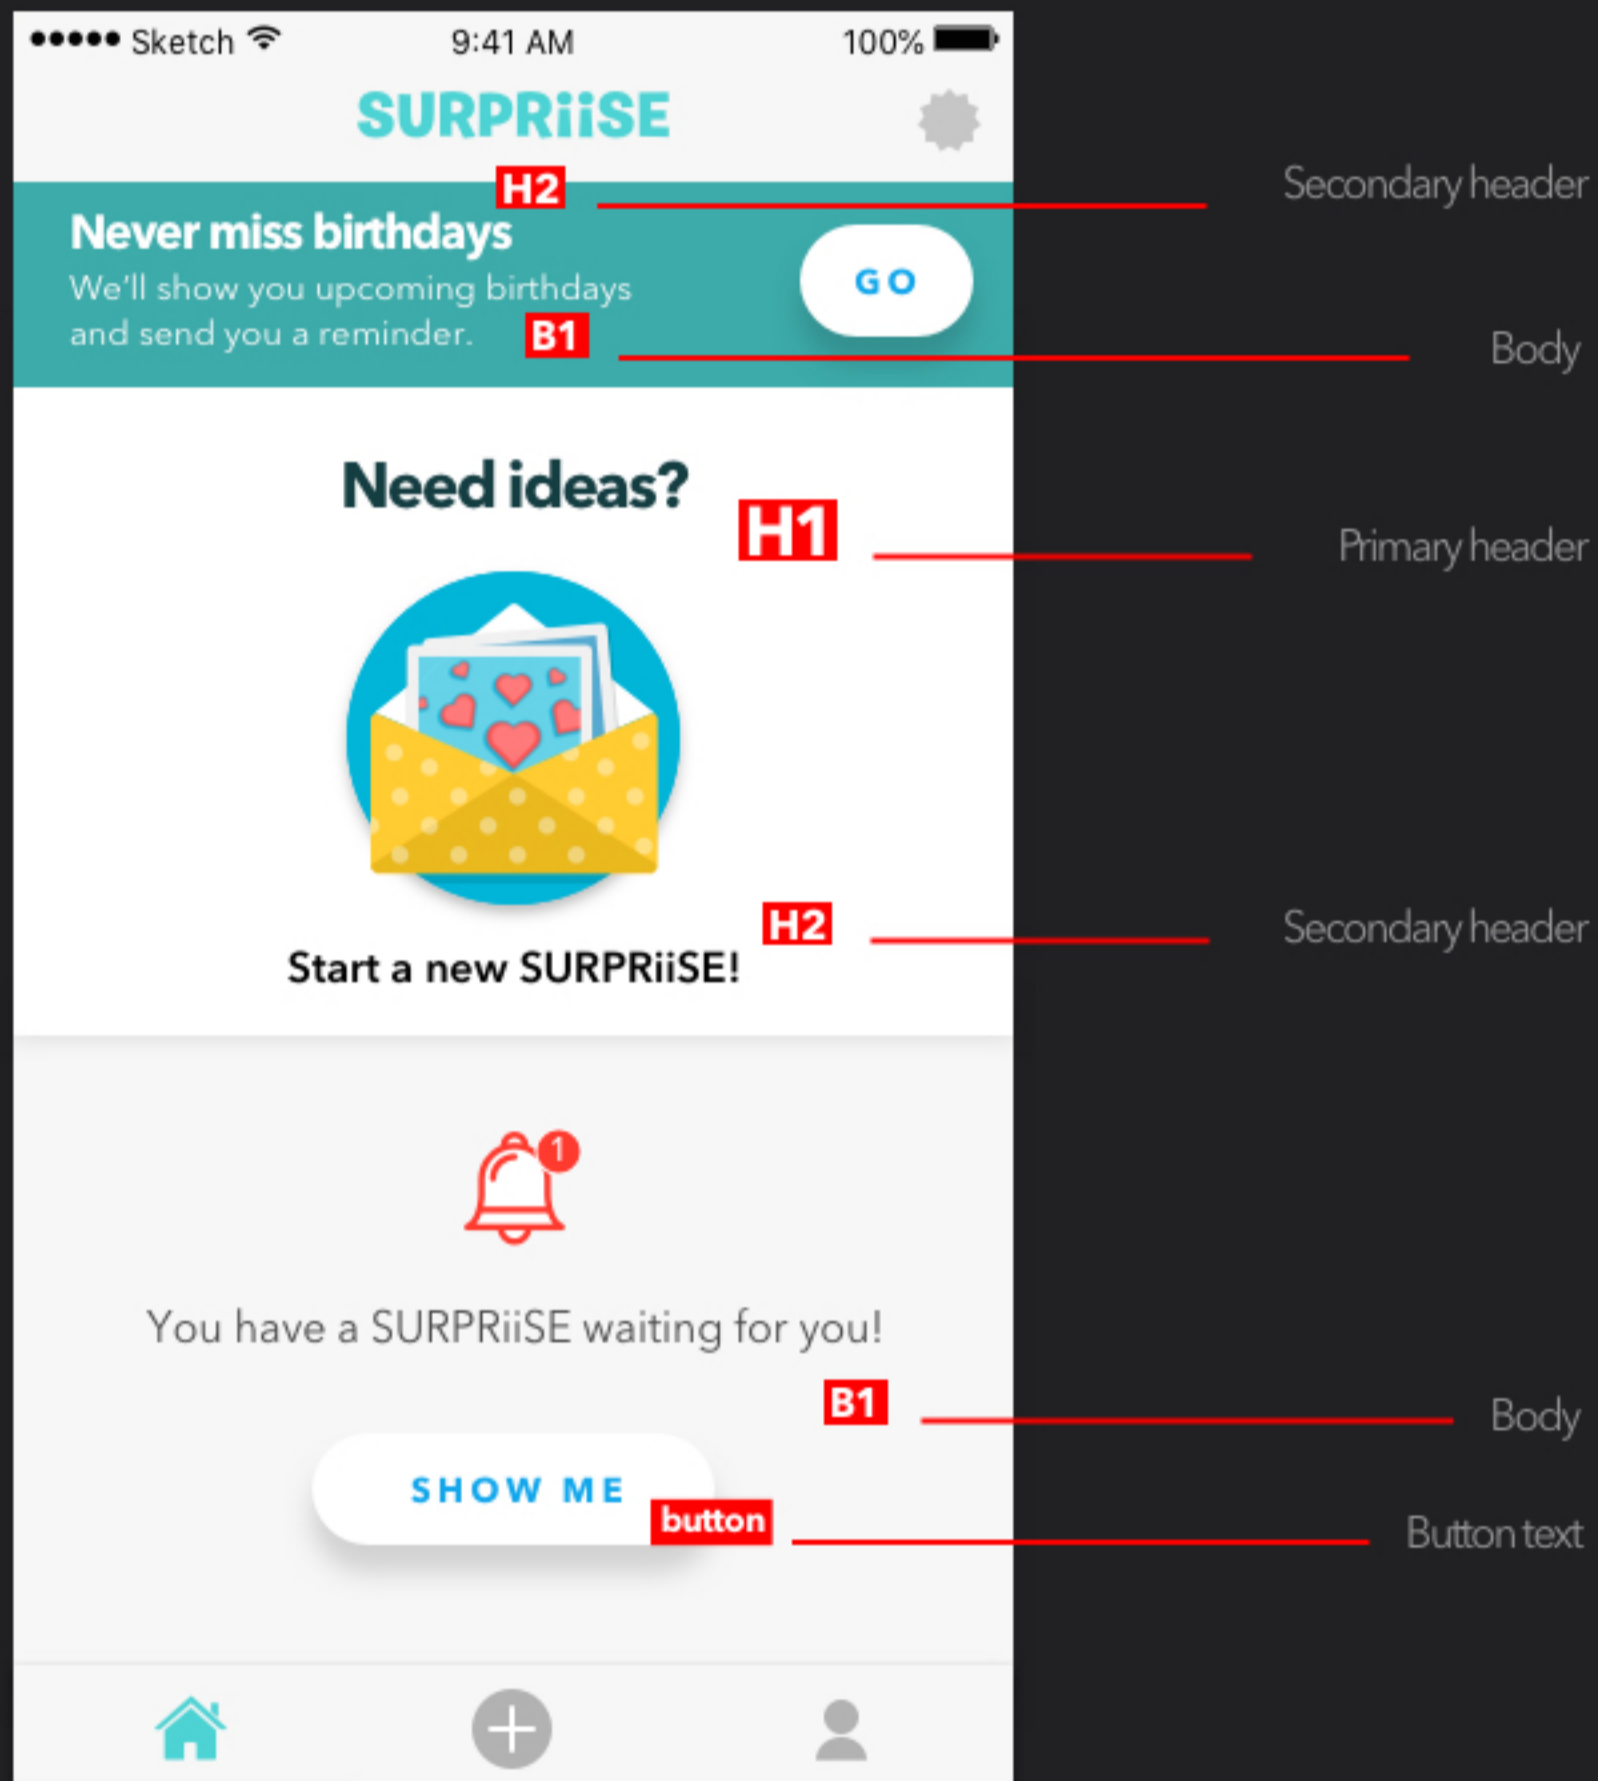 Sketch 9:41 AM 100%
SURPRiiSE
H2
Secondary header
Never miss birthdays
We'll show you upcoming birthdays
and send you a reminder.
GO
B1
Body
Need ideas?
H1
Primary header
H2
Secondary header
Start a new SURPRiiSE!
1
You have a SURPRiiSE waiting for you!
B1
Body
SHOW ME
button
Button text